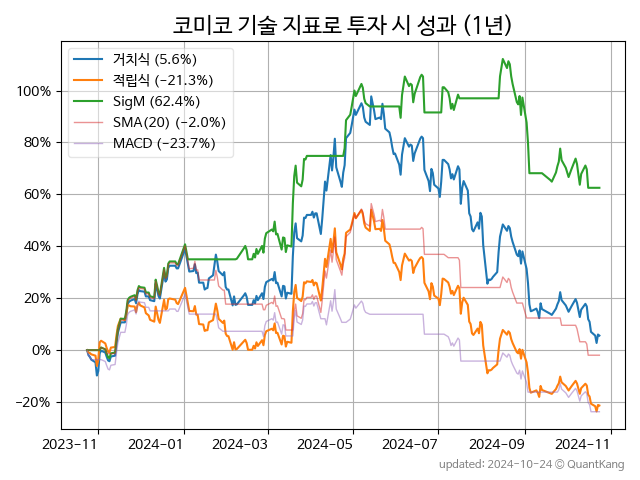 코미코 기술 지표로 투자 시 성과 (1년)
거치식 (5.6%)
적립식 (−21.3%)
SigM (62.4%)
SMA(20) (−2.0%)
MACD (−23.7%)
100%
80%
60%
40%
20%
0%
−20%
2023-11 2024-01 2024-03 2024-05 2024-07 2024-09 2024-11
updated: 2024-10-24 © QuantKang